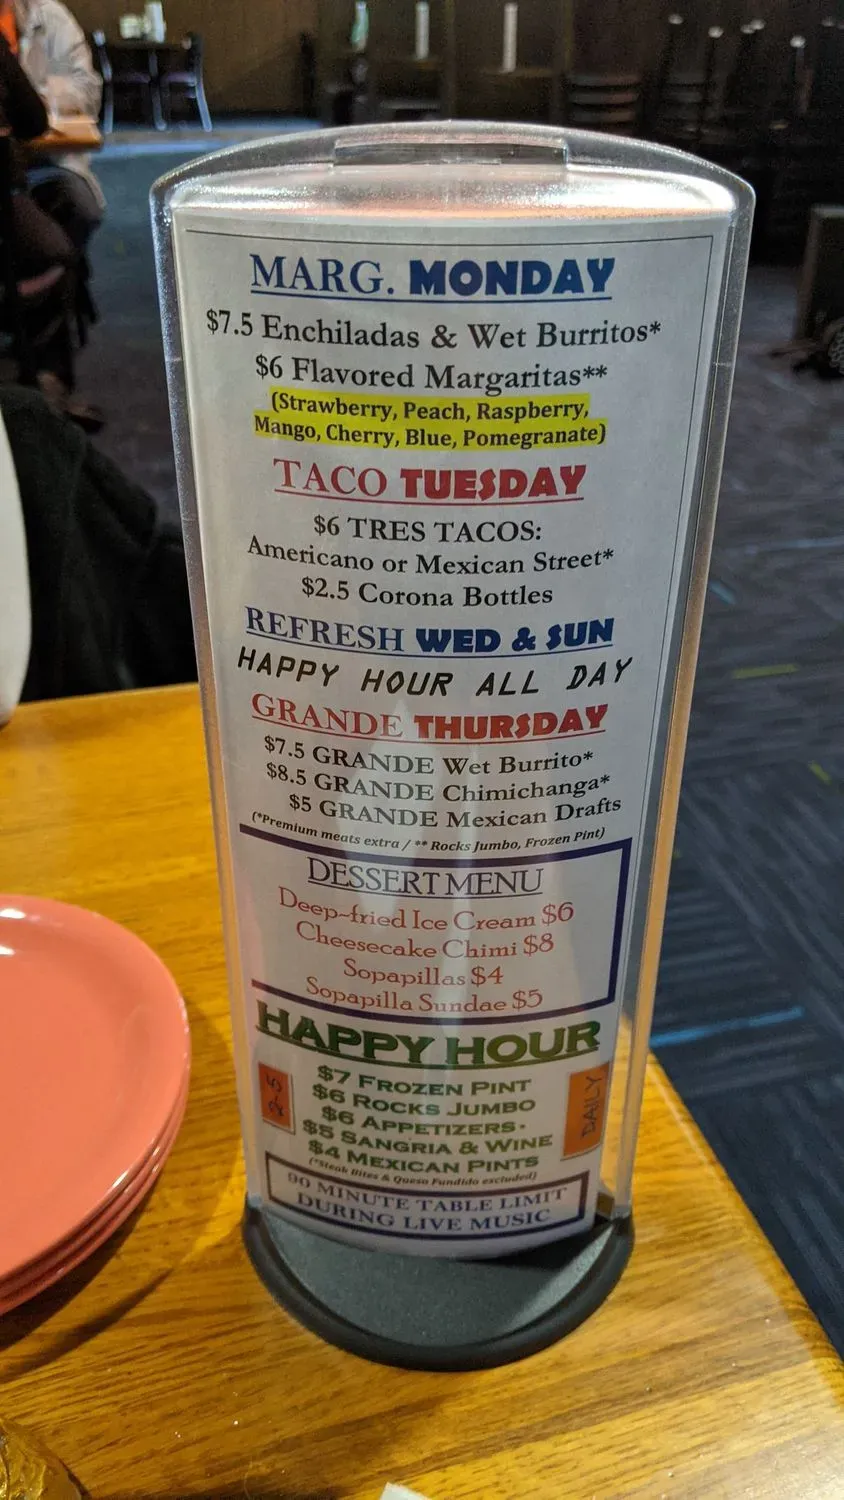 MARG. MONDAY
$7.5 Enchiladas & Wet Burritos*
$6 Flavored Margaritas**
(Strawberry, Peach, Raspberry,
Mango, Cherry, Blue, Pomegranate)
TACO TUESDAY
$6 TRES TACOS:
Americano or Mexican Street*
$2.5 Corona Bottles
REFRESH WED & SUN
HAPPY HOUR ALL DAY
GRANDE THURSDAY
$7.5 GRANDE Wet Burrito*
$8.5 GRANDE Chimichanga*
$5 GRANDE Mexican Drafts
(*Premium meats extra / ** Rocks Jumbo, Frozen Pint)
DESSERT MENU
Deep-fried Ice Cream $6
Cheesecake Chimi $8
Sopapillas $4
Sopapilla Sundae $5
HAPPY HOUR
$7 FROZEN PINT
$6 ROCKS JUMBO
$6 APPETIZERS*
$5 SANGRIA & WINE
$4 MEXICAN PINTS
(*Steak Bites & Queso Fundido excluded)
DAILY
90 MINUTE TABLE LIMIT
DURING LIVE MUSIC